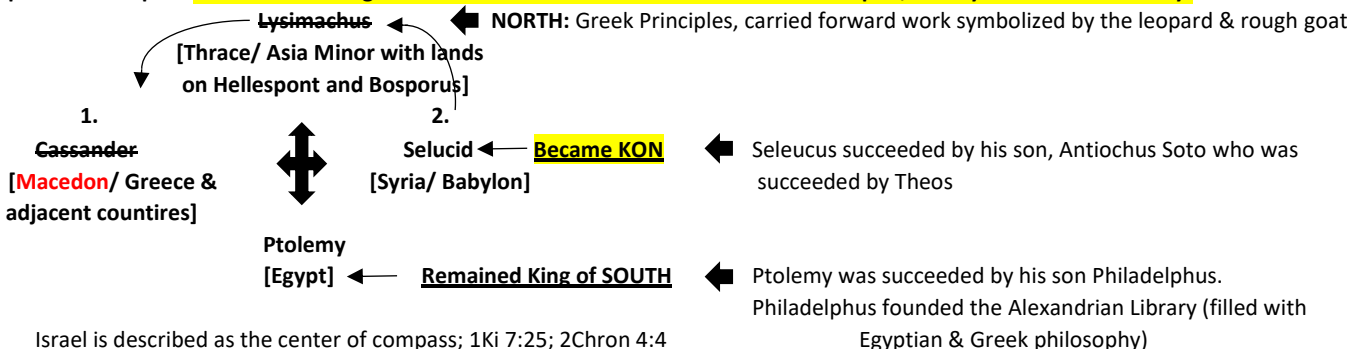 Lysimachus NORTH: Greek Principles, carried forward work symbolized by the leopard & rough goat
[Thrace/ Asia Minor with lands
on Hellespont and Bosporus]
1. 2.
Cassander Selucid Became KON Seleucus succeeded by his son, Antiochus Soto who was
[Macedon/ Greece & [Syria/ Babylon] succeeded by Theos
adjacent countires]
Ptolemy
[Egypt] Remained King of SOUTH Ptolemy was succeeded by his son Philadelphus.
Philadelphus founded the Alexandrian Library (filled with
Israel is described as the center of compass; 1Ki 7:25; 2Chron 4:4 Egyptian & Greek philosophy)